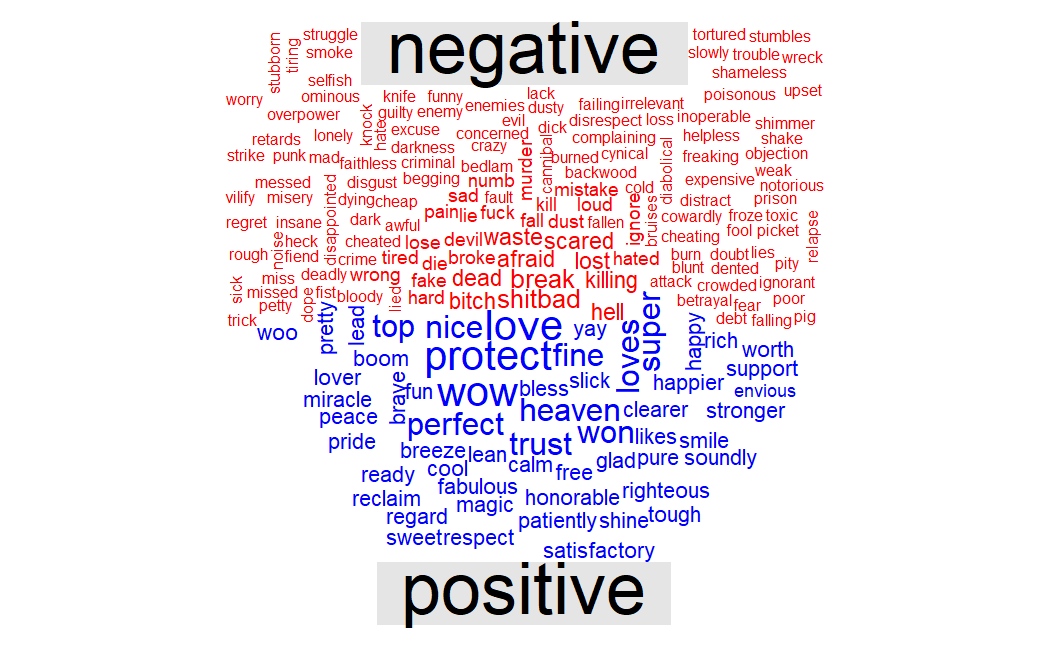 negative
struggle tortured stumbles
stubborn tiring smoke slowly trouble wreck
selfish shameless
worry ominous knife funny lack poisonous upset
overpower knock hated guilty enemy enemies dusty failing irrelevant
evil disrespect loss inoperable shimmer
retards lonely excuse concerned dick complaining helpless shake
strike punk mad faithless darkness crazy murder cannibal burned cynical diabolical freaking objection
criminal bedlam backwood weak
messed disgust begging numb mistake cold expensive notorious
vilify misery disappointed dying cheap sad fault kill loud ignore bruises distract prison
regret insane dark awful pain lie fuck fall dust fallen cowardly froze toxic relapse
noise heck cheated lose devil waste scared cheating fool picket
rough fiend crime tired die broke afraid lost hated burn doubt lies
sick miss deadly wrong fake dead break killing attack blunt dented pity
missed dope fist bloody lied hard bitch shit bad crowded ignorant
petty hell betrayal fear poor
trick debt falling pig
woo pretty lead top nice love yay loves super happy rich
boom protect fine worth
lover brave fun wow bless slick happier support
miracle envious
peace perfect heaven clearer stronger
pride trust won likes smile
breeze lean calm free glad pure soundly
ready cool
reclaim fabulous honorable righteous
regard magic patiently shine tough
sweet respect
satisfactory
positive